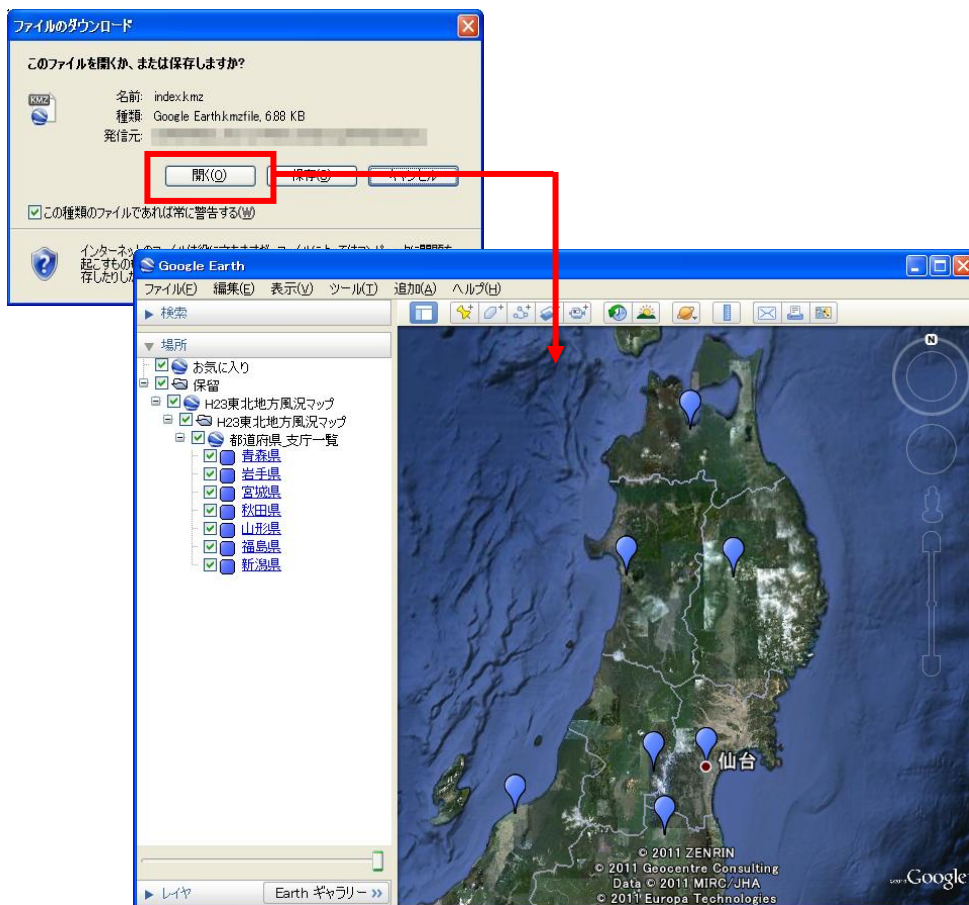 ファイルのダウンロード
このファイルを開くか、または保存しますか?
KMZ
名前: index.kmz
種類: Google Earth.kmzfile, 6.88 KB
発信元:
開く(O)
保存(S)
キャンセル
この種類のファイルであれば常に警告する(W)
起こすもの
存したりした
Google Earth
ファイル(F) 編集(E) 表示(V) ツール(T) 追加(A) ヘルプ(H)
検索
場所
お気に入り
保留
H23東北地方風況マップ
H23東北地方風況マップ
都道府県_支庁一覧
青森県
岩手県
宮城県
秋田県
山形県
福島県
新潟県
レイヤ
Earth ギャラリー >>
N
仙台
© 2011 ZENRIN
© 2011 Geocentre Consulting
Data © 2011 MIRC/JHA
© 2011 Europa Technologies
Google